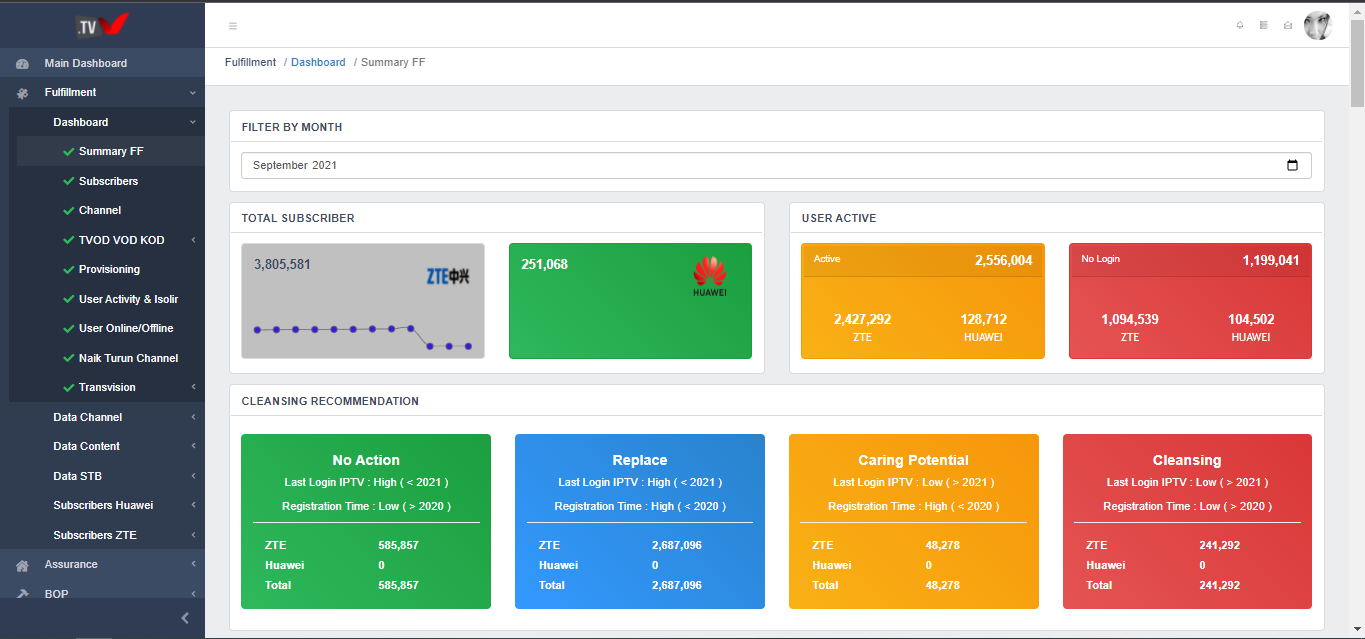 .TV
Main Dashboard
Fulfillment
Dashboard
Summary FF
Subscribers
Channel
TVOD VOD KOD
Provisioning
User Activity & Isolir
User Online/Offline
Naik Turun Channel
Transvision
Data Channel
Data Content
Data STB
Subscribers Huawei
Subscribers ZTE
Assurance
BOP
Fulfillment / Dashboard / Summary FF
FILTER BY MONTH
September 2021
TOTAL SUBSCRIBER
3,805,581
ZTE中兴
251,068
HUAWEI
USER ACTIVE
Active 2,556,004
2,427,292 128,712
ZTE HUAWEI
No Login 1,199,041
1,094,539 104,502
ZTE HUAWEI
CLEANSING RECOMMENDATION
No Action
Last Login IPTV : High ( < 2021 )
Registration Time : Low ( > 2020 )
ZTE 585,857
Huawei 0
Total 585,857
Replace
Last Login IPTV : High ( < 2021 )
Registration Time : High ( < 2020 )
ZTE 2,687,096
Huawei 0
Total 2,687,096
Caring Potential
Last Login IPTV : Low ( > 2021 )
Registration Time : High ( < 2020 )
ZTE 48,278
Huawei 0
Total 48,278
Cleansing
Last Login IPTV : Low ( > 2021 )
Registration Time : Low ( > 2020 )
ZTE 241,292
Huawei 0
Total 241,292